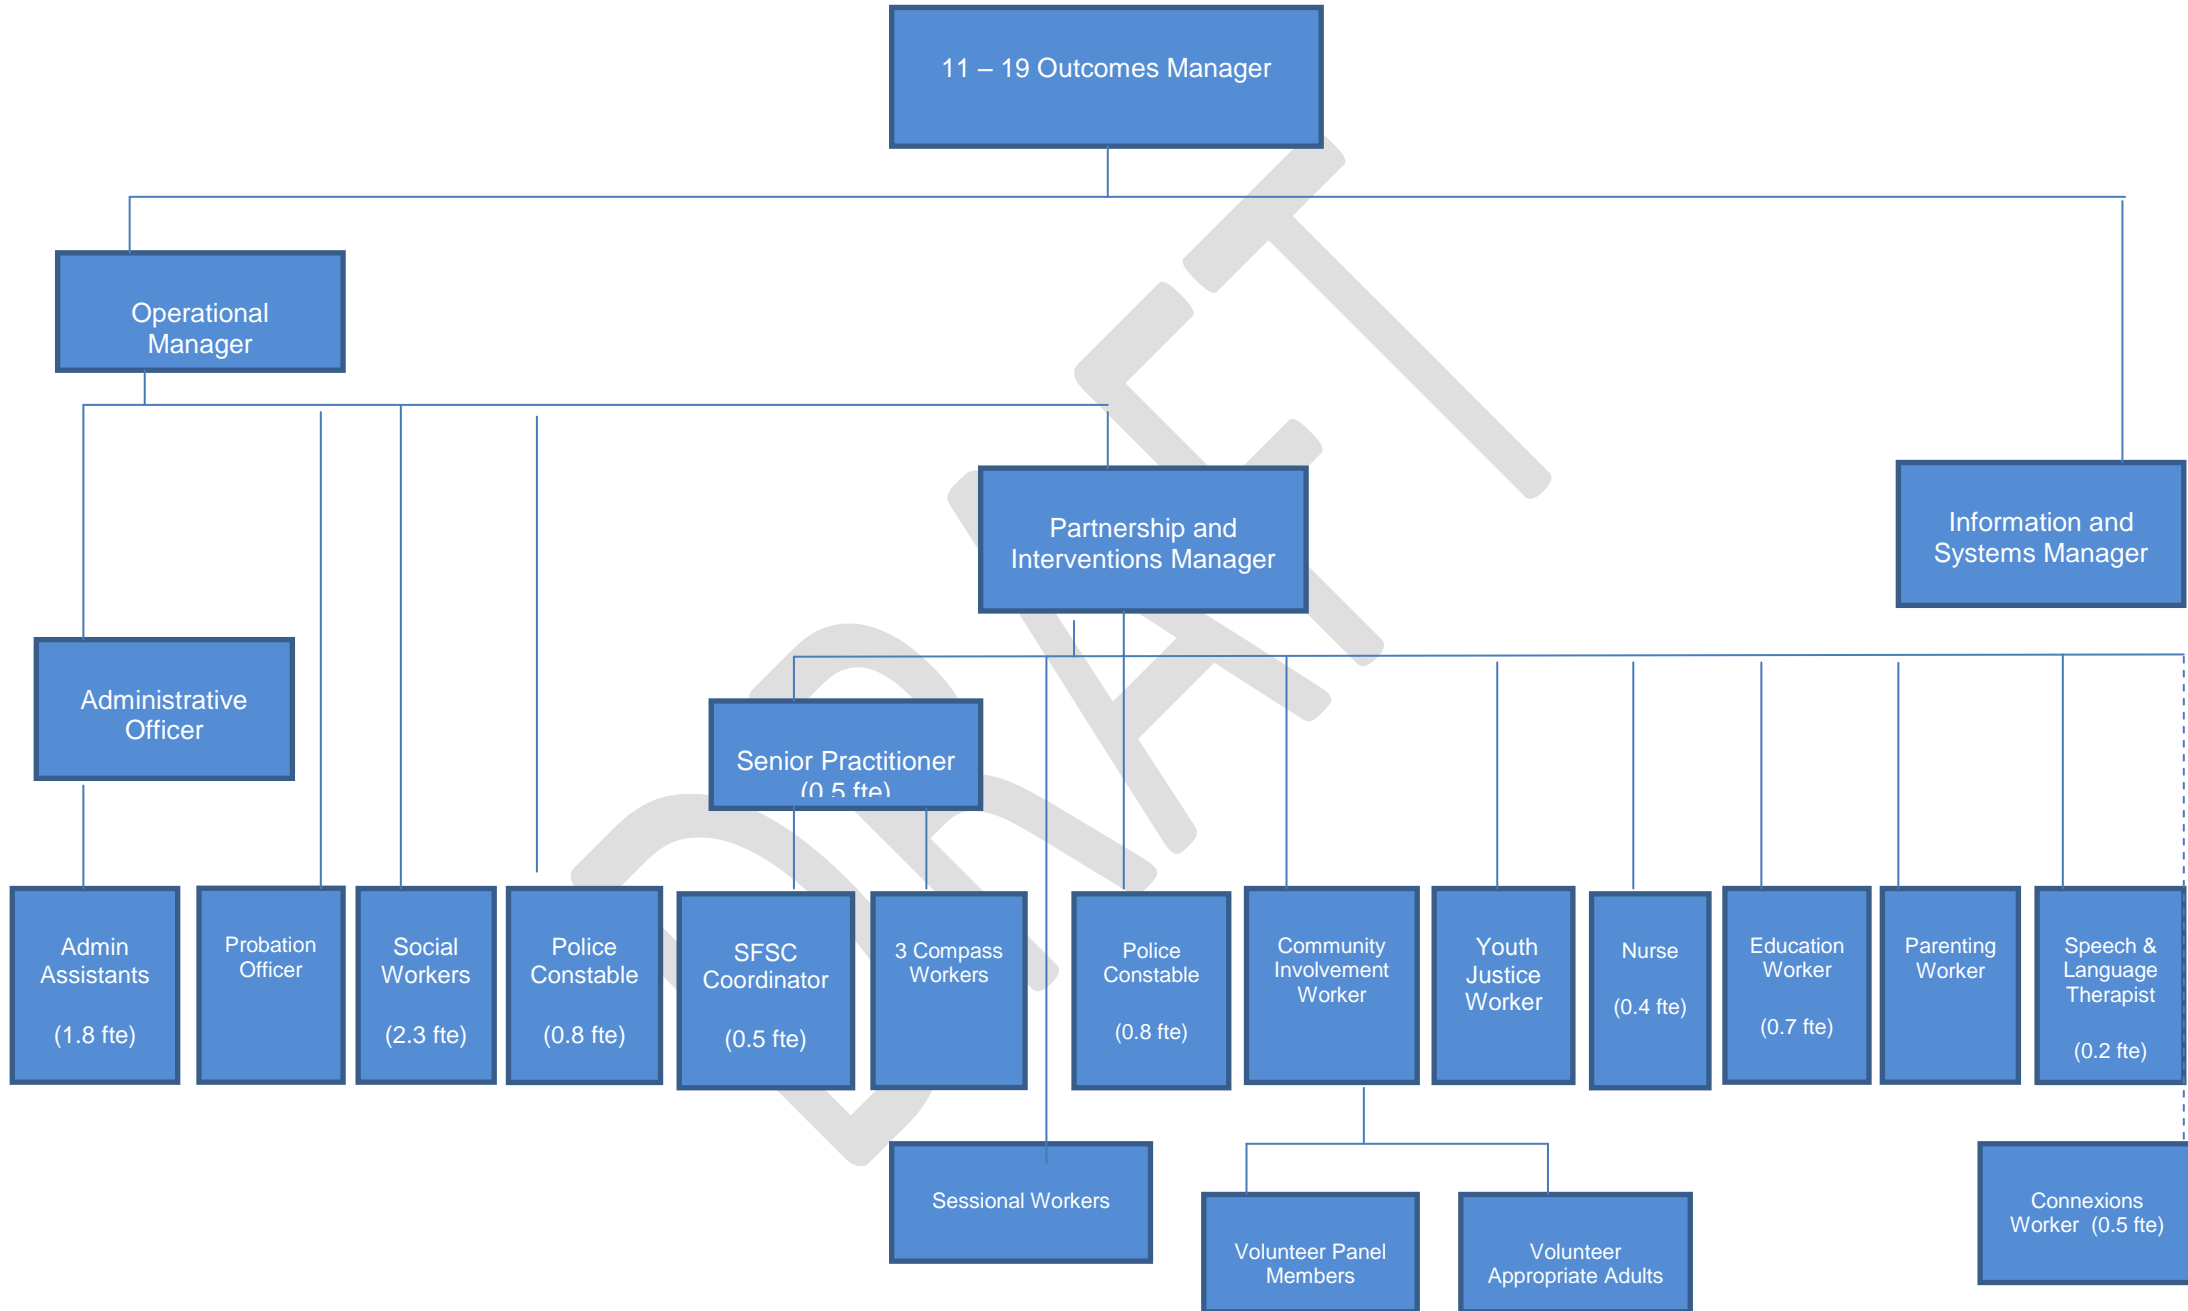 11 – 19 Outcomes Manager
Operational
Manager
Partnership and
Interventions Manager
Information and
Systems Manager
Administrative
Officer
Senior Practitioner
(0.5 fte)
Admin
Assistants
(1.8 fte)
Probation
Officer
Social
Workers
(2.3 fte)
Police
Constable
(0.8 fte)
SFSC
Coordinator
(0.5 fte)
3 Compass
Workers
Police
Constable
(0.8 fte)
Community
Involvement
Worker
Youth
Justice
Worker
Nurse
(0.4 fte)
Education
Worker
(0.7 fte)
Parenting
Worker
Speech &
Language
Therapist
(0.2 fte)
Sessional Workers
Volunteer Panel
Members
Volunteer
Appropriate Adults
Connexions
Worker  (0.5 fte)
DRAFT